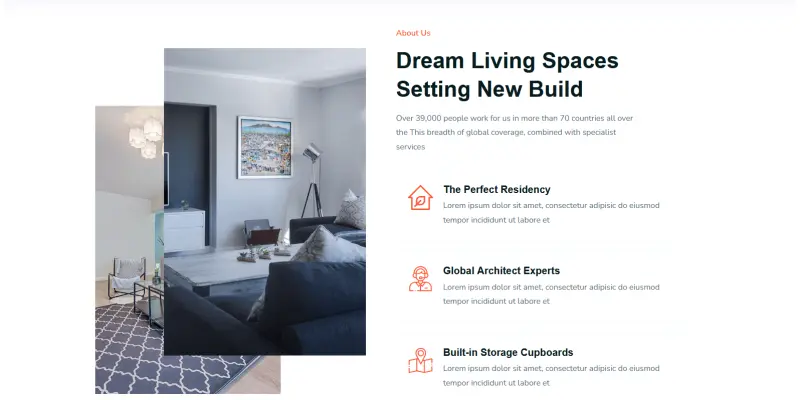 About Us
Dream Living Spaces
Setting New Build
Over 39,000 people work for us in more than 70 countries all over
the This breadth of global coverage, combined with specialist
services
The Perfect Residency
Lorem ipsum dolor sit amet, consectetur adipisic do eiusmod
tempor incididunt ut labore et
Global Architect Experts
Lorem ipsum dolor sit amet, consectetur adipisic do eiusmod
tempor incididunt ut labore et
Built-in Storage Cupboards
Lorem ipsum dolor sit amet, consectetur adipisic do eiusmod
tempor incididunt ut labore et